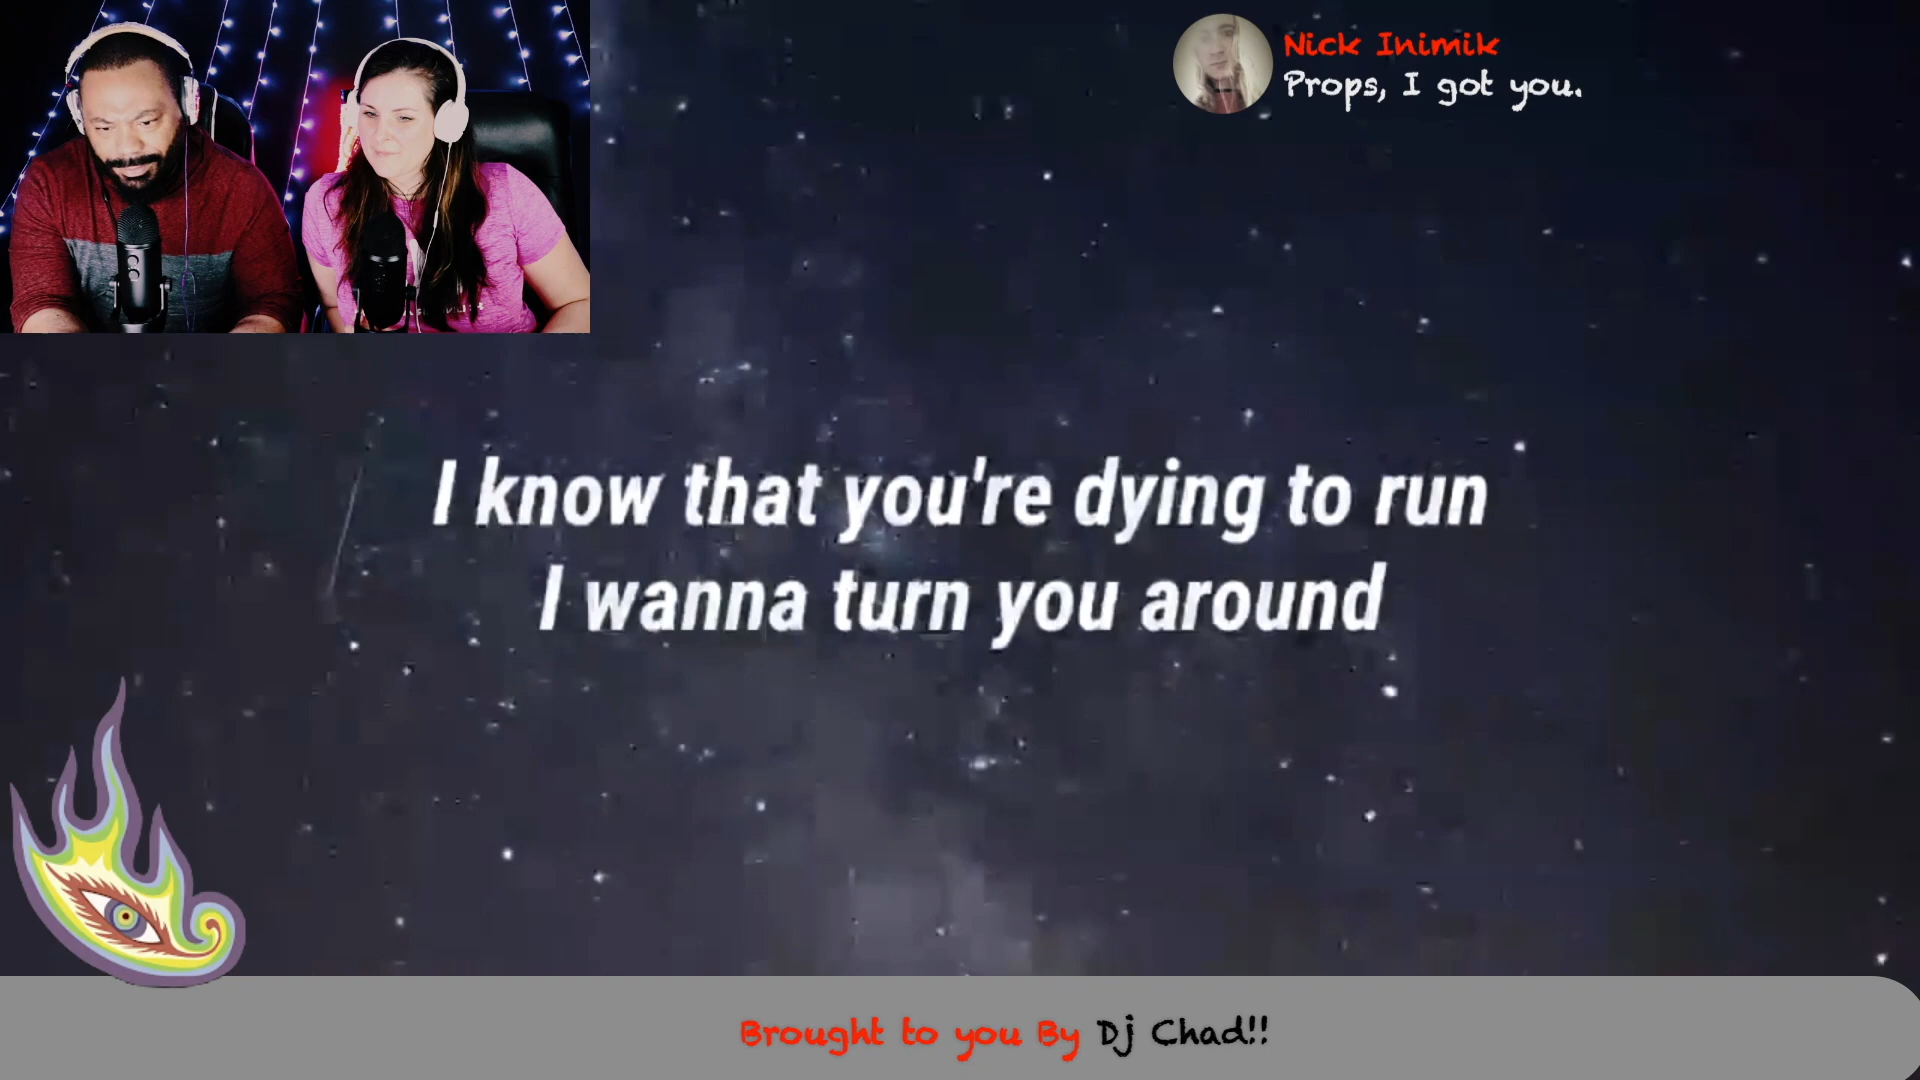 Nick Inimik
Props, I got you.
I know that you're dying to run
I wanna turn you around
Brought to you By Dj Chad!!